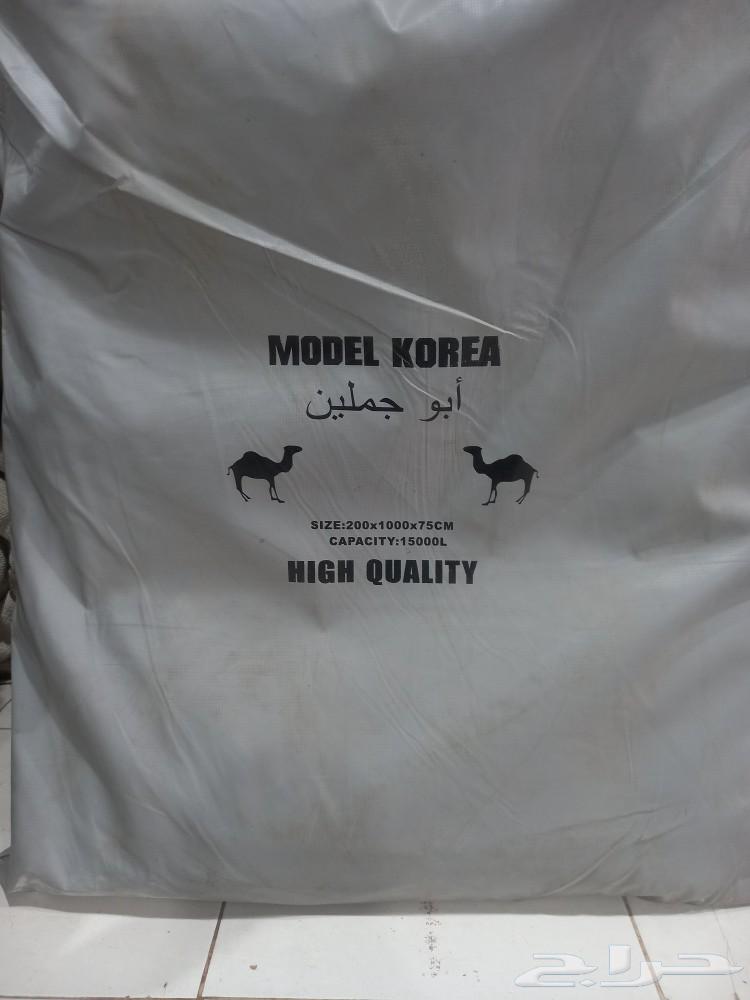 MODEL KOREA
أبو جملين
SIZE:200x1000x75CM
CAPACITY:15000L
HIGH QUALITY
حراج